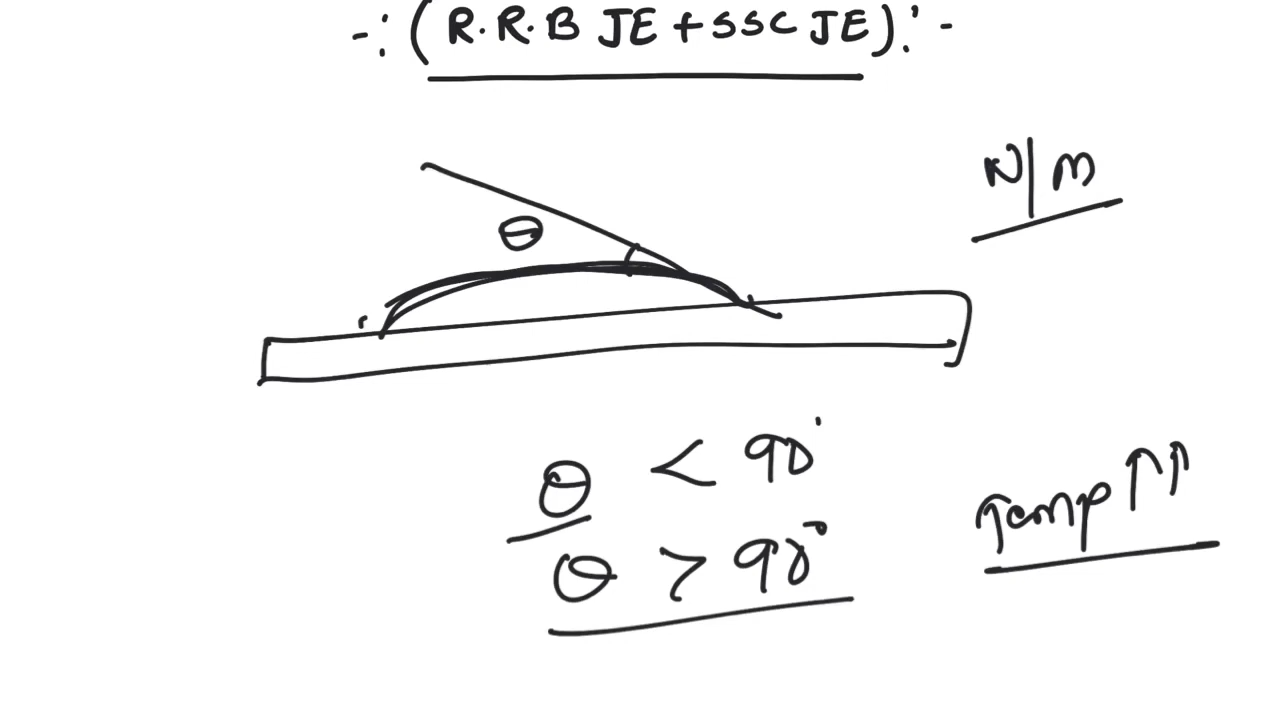 -: (R.R.B JE + SSC JE) :-
N/m
θ
θ < 90°
Temp ↑↑
θ > 90°